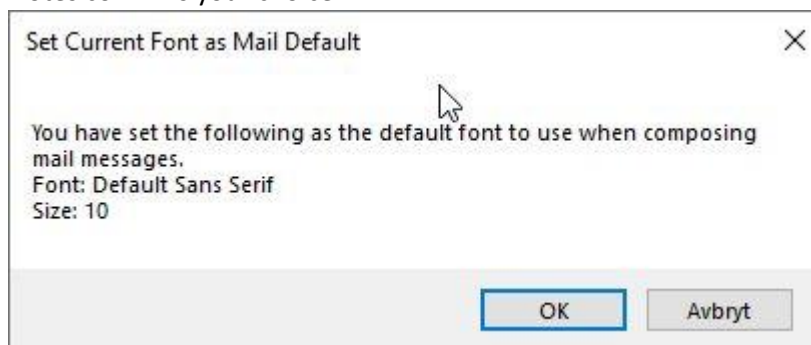 Set Current Font as Mail Default
You have set the following as the default font to use when composing
mail messages.
Font: Default Sans Serif
Size: 10
OK
Avbryt